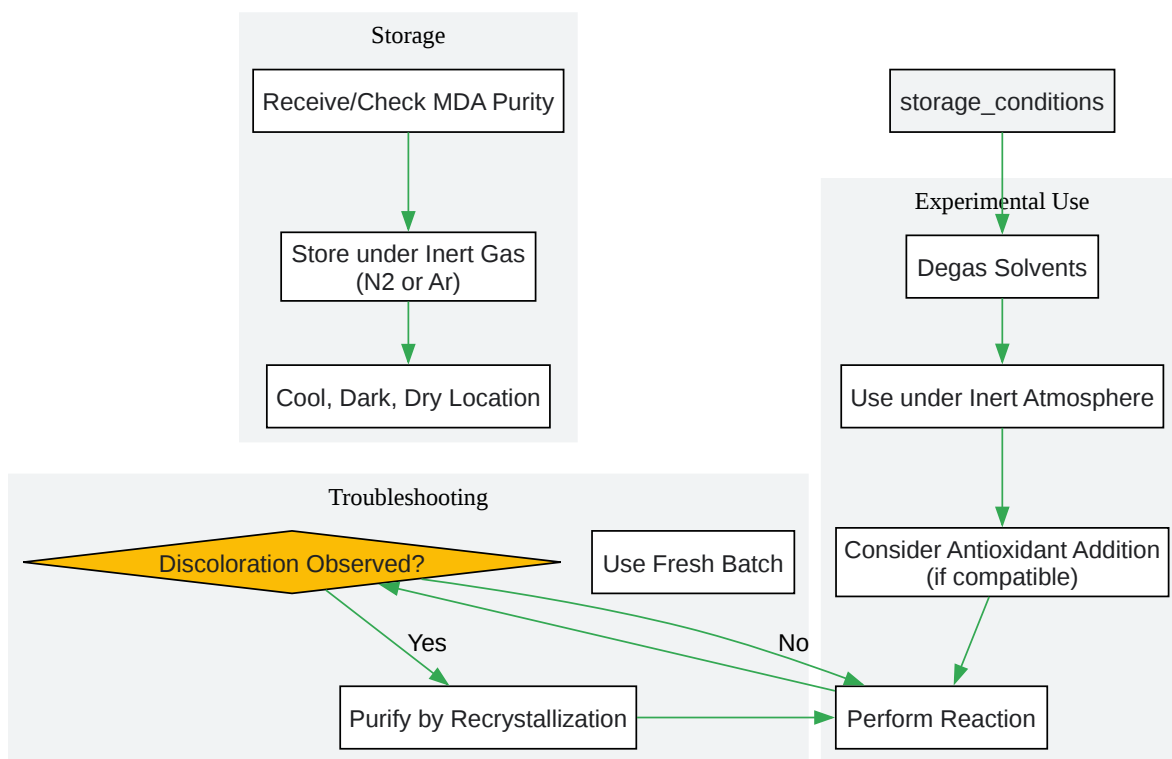 Storage
Receive/Check MDA Purity
Store under Inert Gas
(N2 or Ar)
Cool, Dark, Dry Location
storage_conditions
Experimental Use
Degas Solvents
Use under Inert Atmosphere
Consider Antioxidant Addition
(if compatible)
Troubleshooting
Discoloration Observed?
Use Fresh Batch
Yes
No
Purify by Recrystallization
Perform Reaction